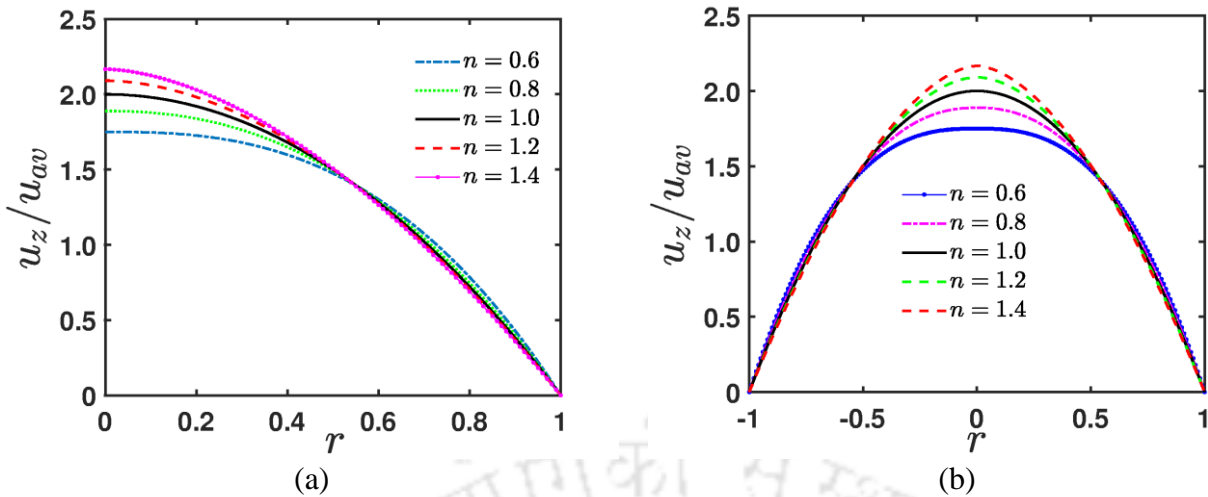 2.5
2.0
1.5
1.0
0.5
0
0 0.2 0.4 0.6 0.8 1
u_z/u_{av}
r
n = 0.6
n = 0.8
n = 1.0
n = 1.2
n = 1.4
(a)
2.5
2.0
1.5
1.0
0.5
0
-1 -0.5 0 0.5 1
u_z/u_{av}
r
n = 0.6
n = 0.8
n = 1.0
n = 1.2
n = 1.4
(b)